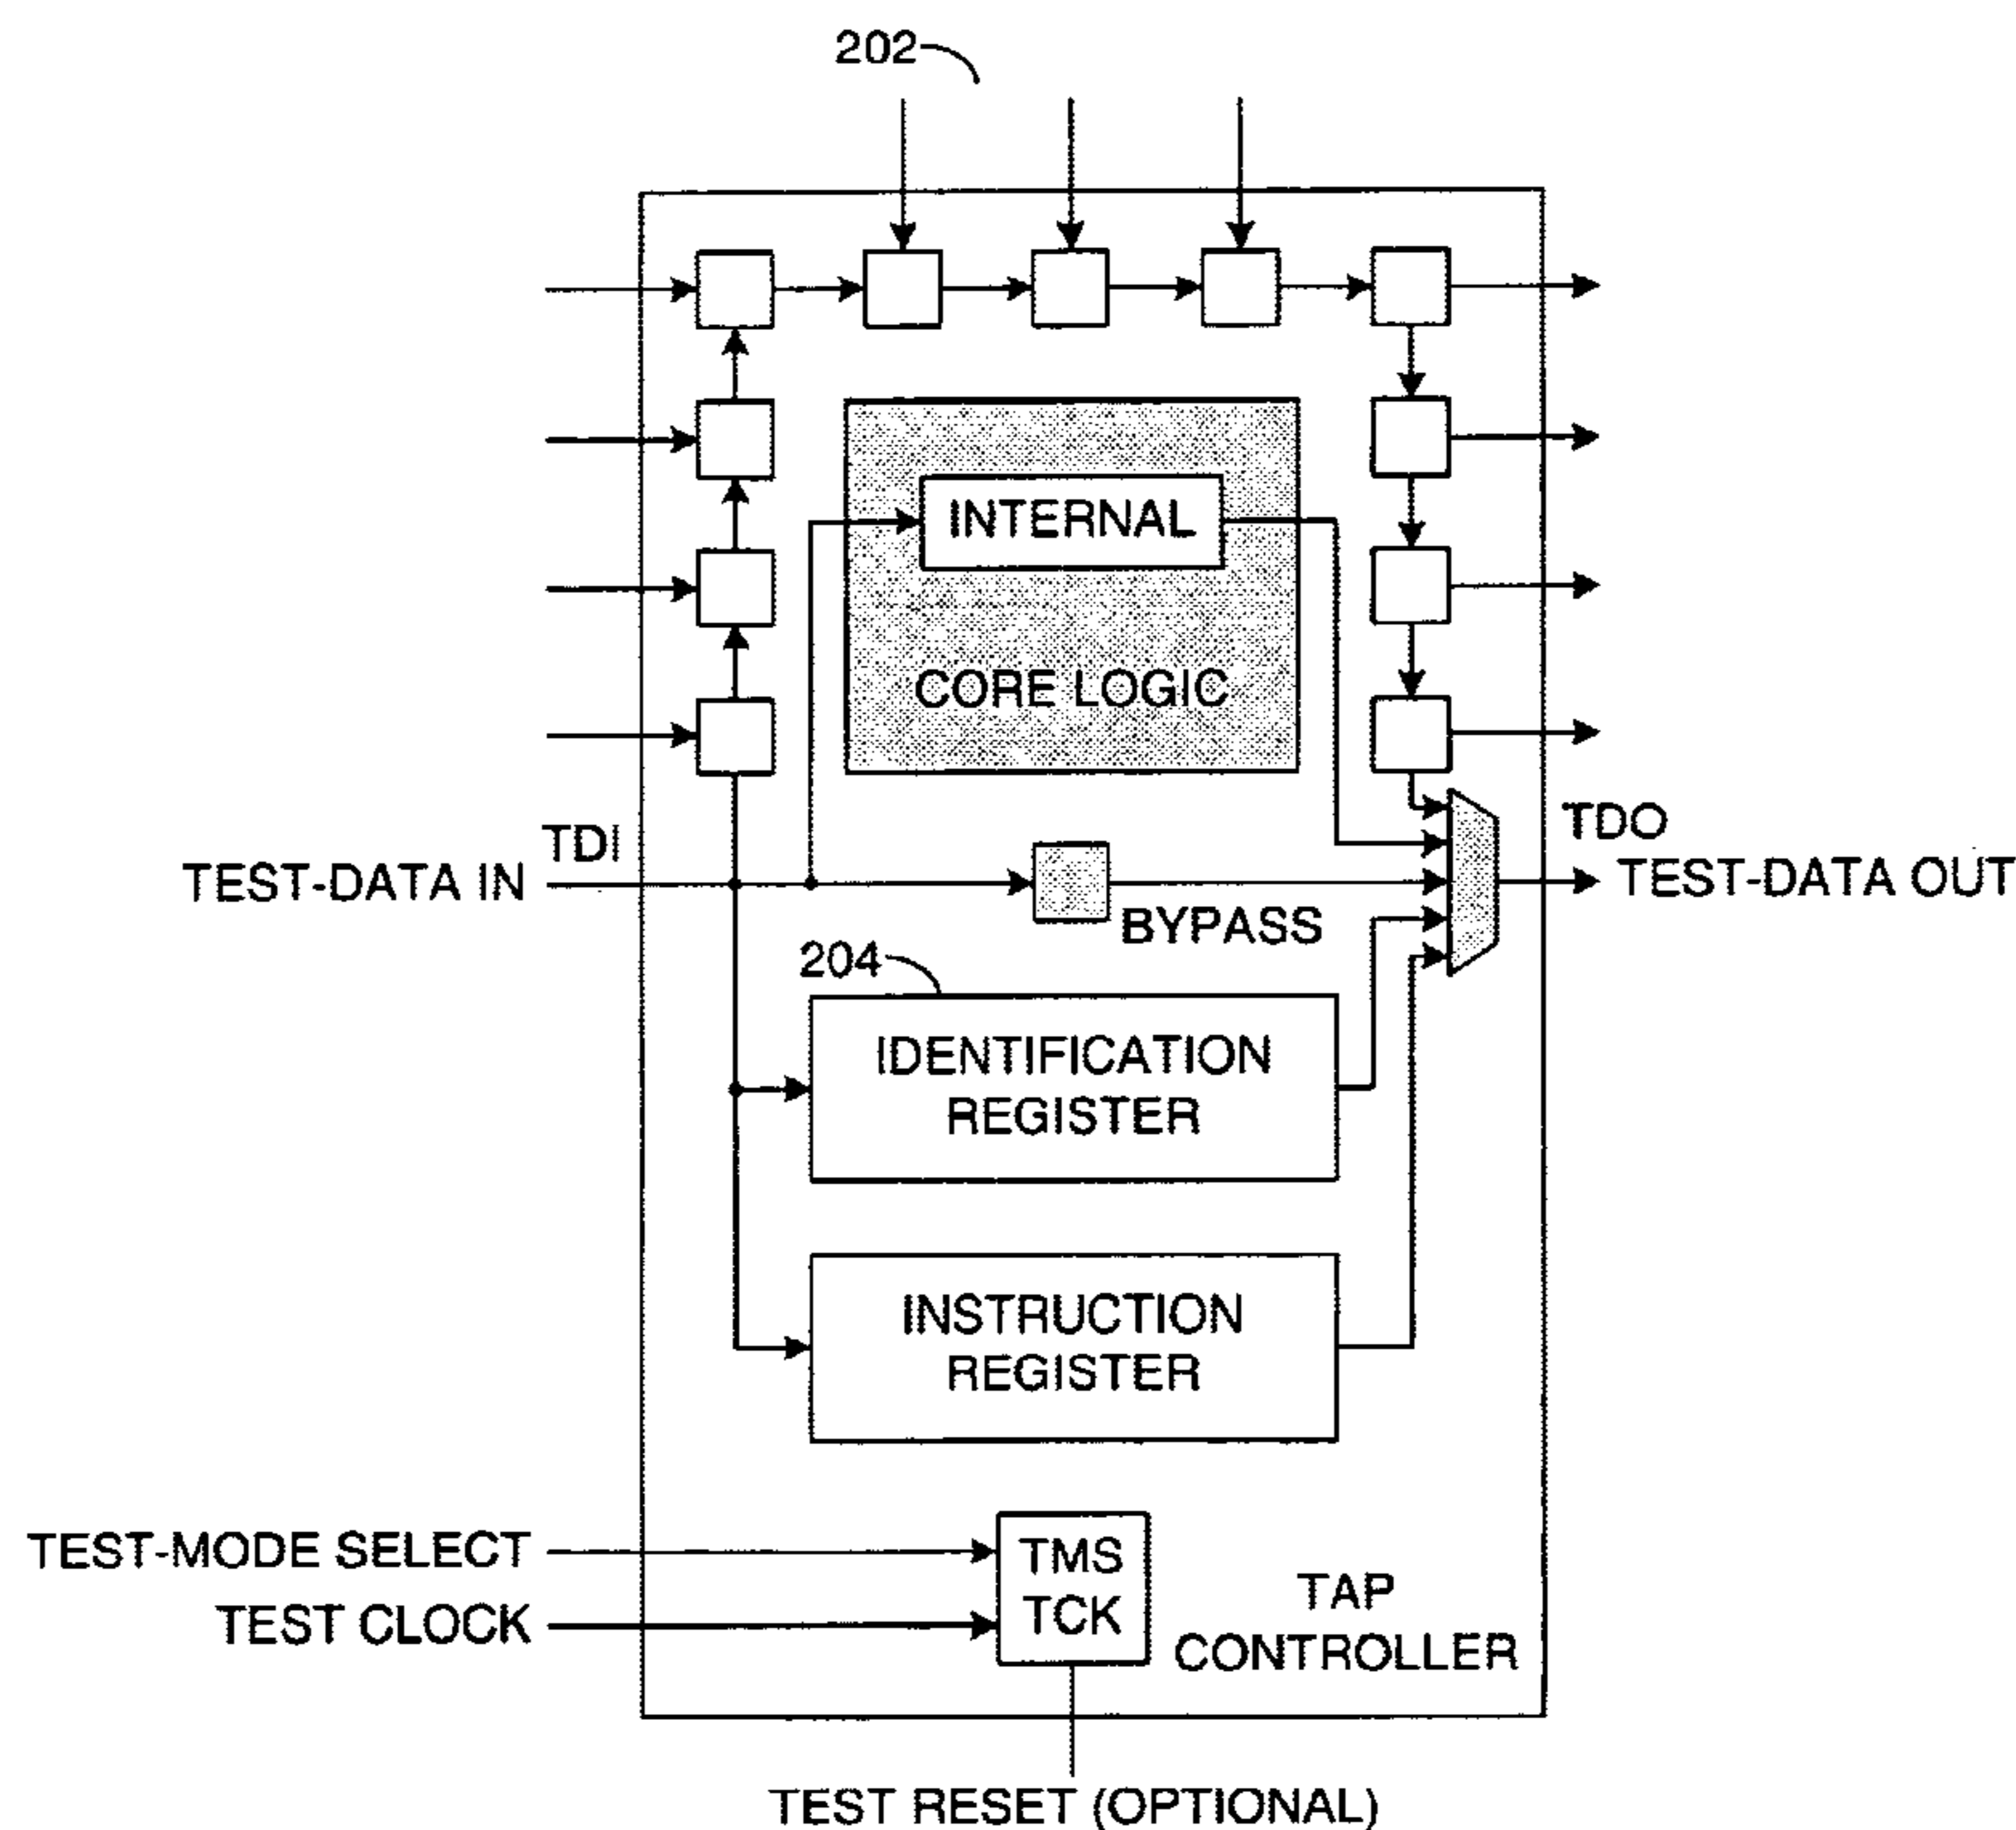 202
INTERNAL
CORE LOGIC
TDI
TEST-DATA IN
TDO
TEST-DATA OUT
BYPASS
204
IDENTIFICATION
REGISTER
INSTRUCTION
REGISTER
TEST-MODE SELECT
TEST CLOCK
TMS
TCK
TAP
CONTROLLER
TEST RESET (OPTIONAL)